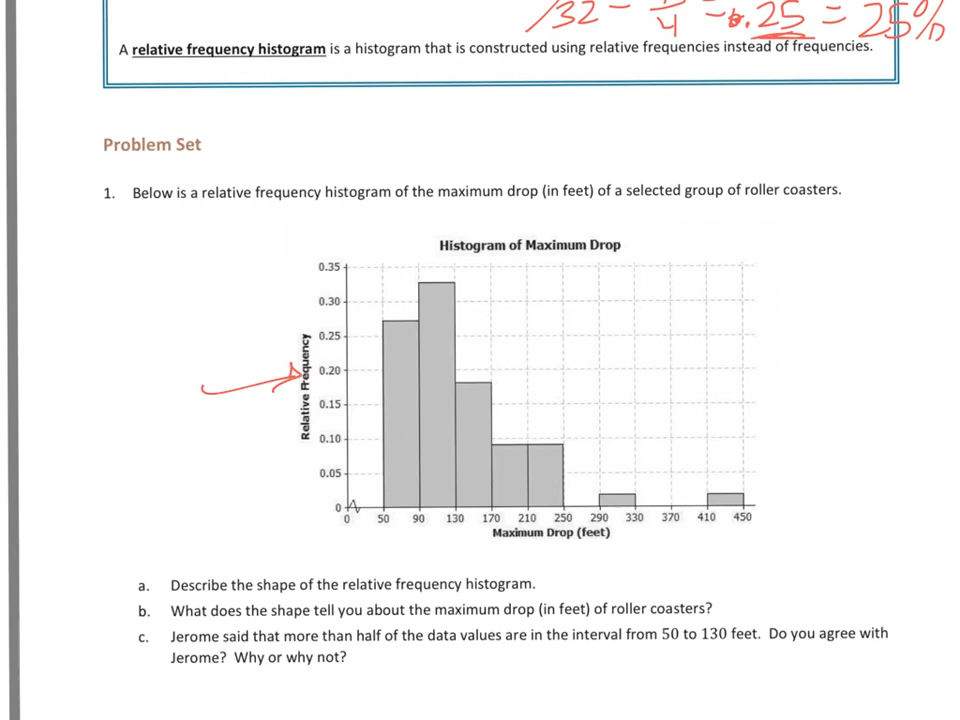 /32 = 1/4 = 0.25 = 25%
A relative frequency histogram is a histogram that is constructed using relative frequencies instead of frequencies.
Problem Set
1. Below is a relative frequency histogram of the maximum drop (in feet) of a selected group of roller coasters.
Histogram of Maximum Drop
0.35
0.30
0.25
0.20
0.15
0.10
0.05
0
Relative Frequency
0 50 90 130 170 210 250 290 330 370 410 450
Maximum Drop (feet)
a. Describe the shape of the relative frequency histogram.
b. What does the shape tell you about the maximum drop (in feet) of roller coasters?
c. Jerome said that more than half of the data values are in the interval from 50 to 130 feet. Do you agree with
Jerome? Why or why not?